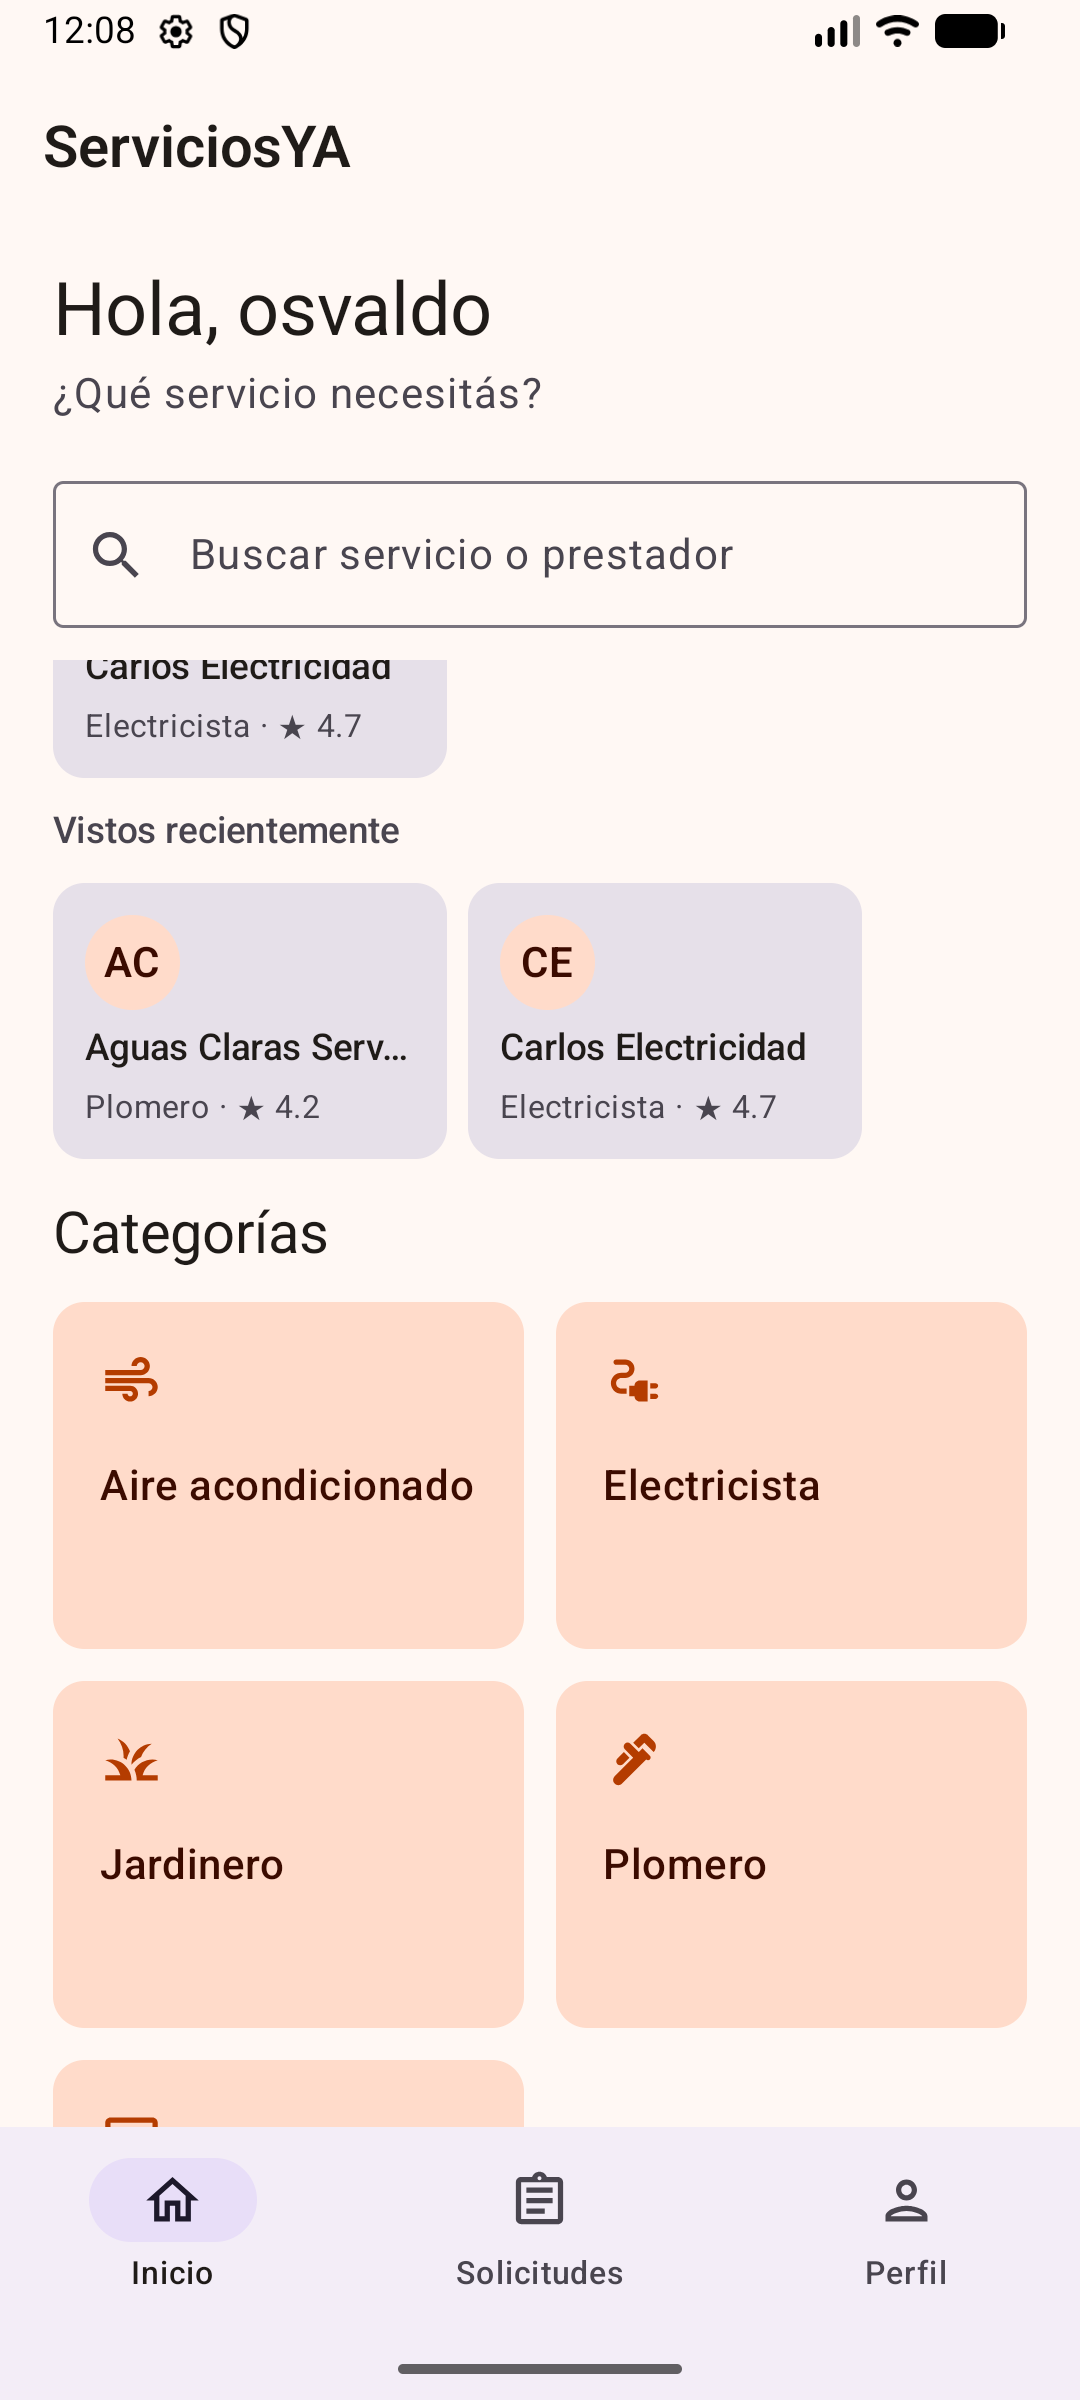 12:08
ServiciosYA
Hola, osvaldo
¿Qué servicio necesitás?
Buscar servicio o prestador
Carlos Electricidad
Electricista · ★ 4.7
Vistos recientemente
AC
CE
Aguas Claras Serv...
Carlos Electricidad
Plomero · ★ 4.2
Electricista · ★ 4.7
Categorías
Aire acondicionado
Electricista
Jardinero
Plomero
Inicio
Solicitudes
Perfil